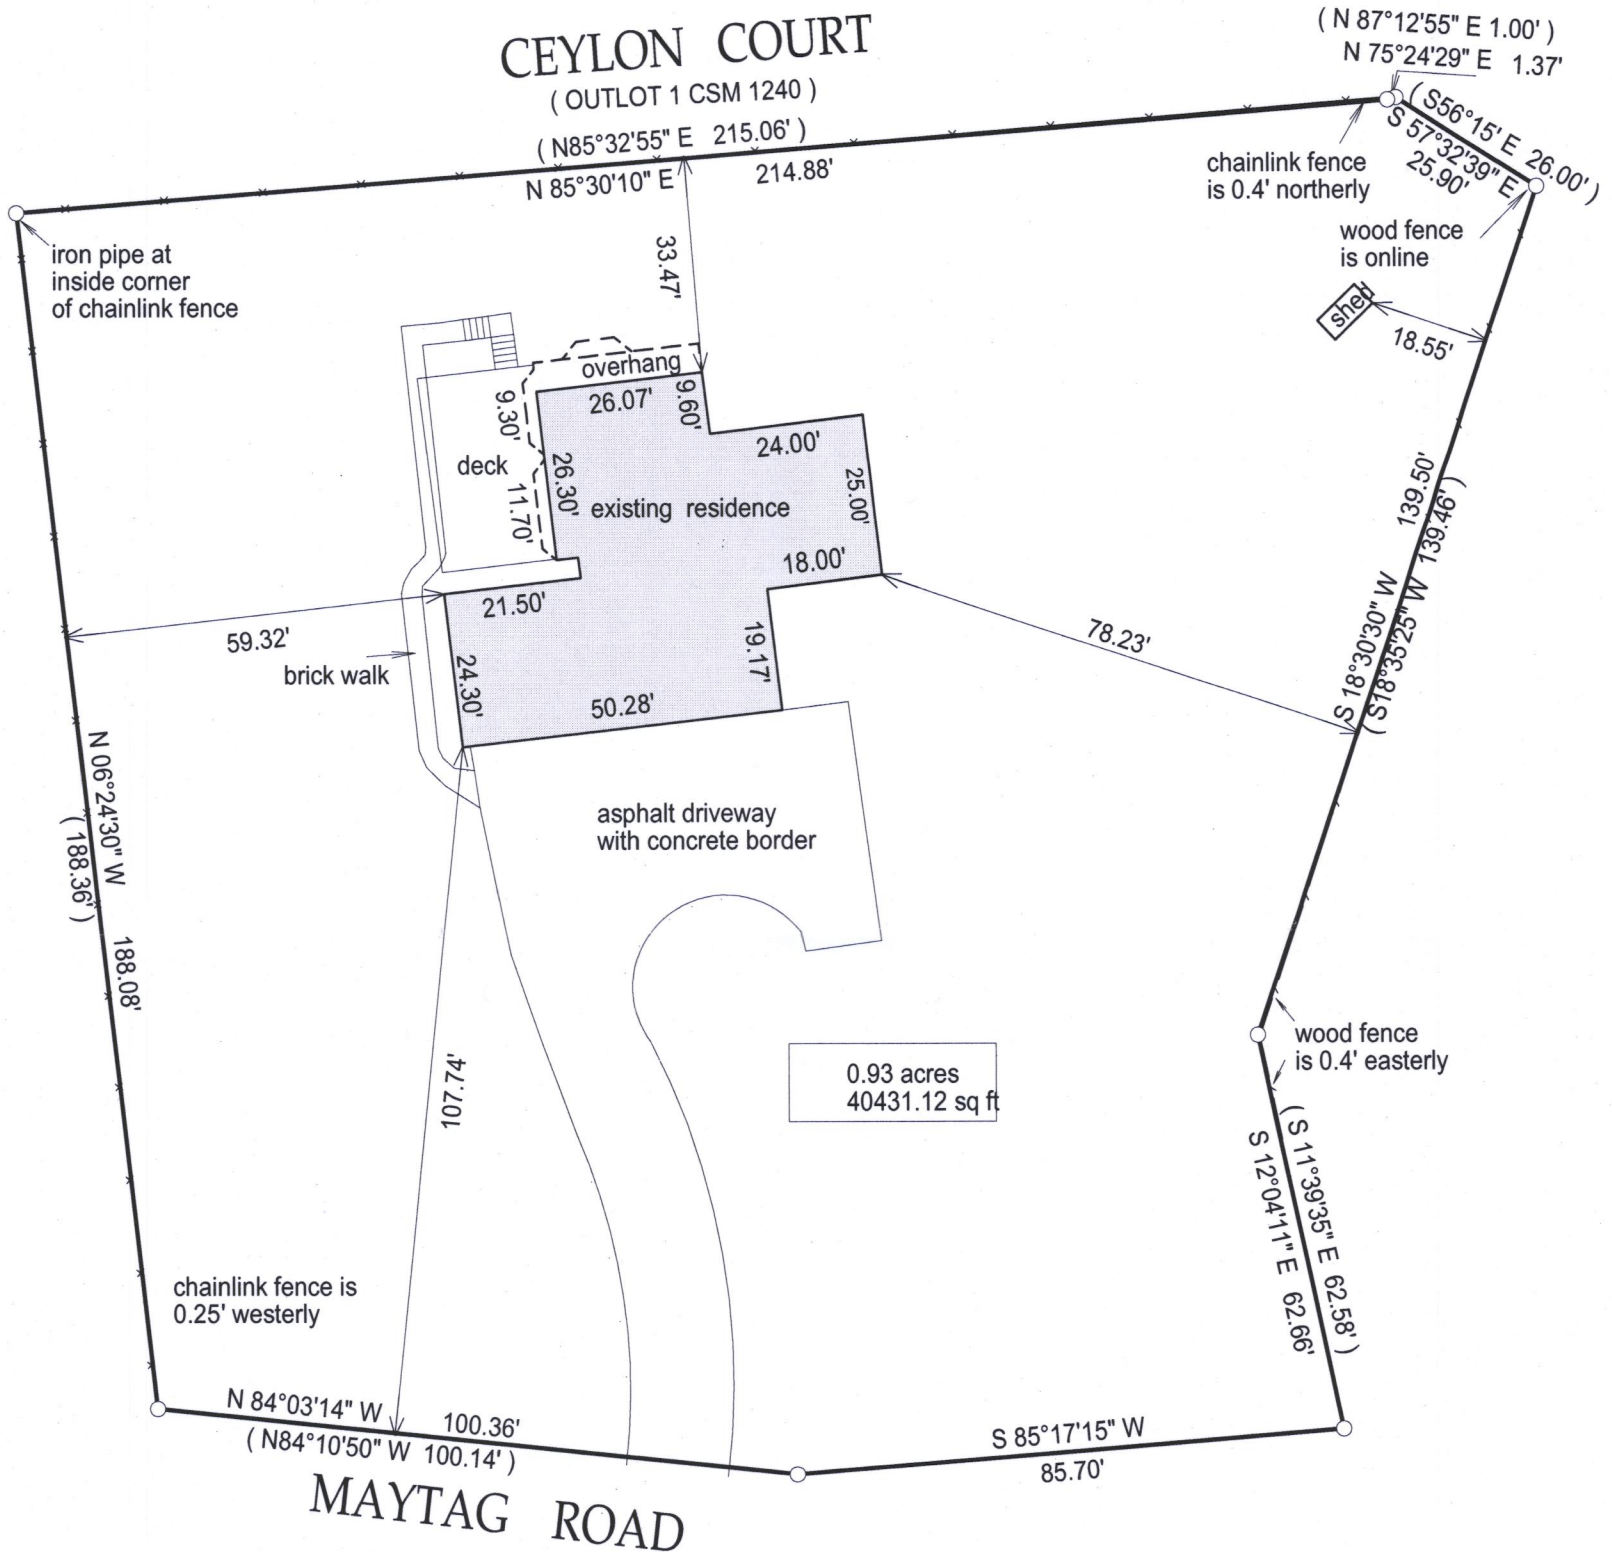 CEYLON COURT
( OUTLOT 1 CSM 1240 )
( N85°32'55" E 215.06' )
N 85°30'10" E 214.88'
( N 87°12'55" E 1.00' )
N 75°24'29" E 1.37'
( S56°15' E 26.00' )
S 57°32'39" E
25.90'
chainlink fence
is 0.4' northerly
wood fence
is online
iron pipe at
inside corner
of chainlink fence
33.47'
shed
18.55'
overhang
26.07'
9.60'
9.30'
24.00'
deck
26.30'
11.70'
existing residence
25.00'
18.00'
21.50'
59.32'
brick walk
24.30'
19.17'
50.28'
78.23'
S 18°30'30" W 139.50'
( S18°35'25" W 139.46' )
N 06°24'30" W 188.08'
( 188.36' )
asphalt driveway
with concrete border
107.74'
0.93 acres
40431.12 sq ft
wood fence
is 0.4' easterly
( S 11°39'35" E 62.58' )
S 12°04'11" E 62.66'
chainlink fence is
0.25' westerly
N 84°03'14" W 100.36'
( N84°10'50" W 100.14' )
S 85°17'15" W
85.70'
MAYTAG ROAD